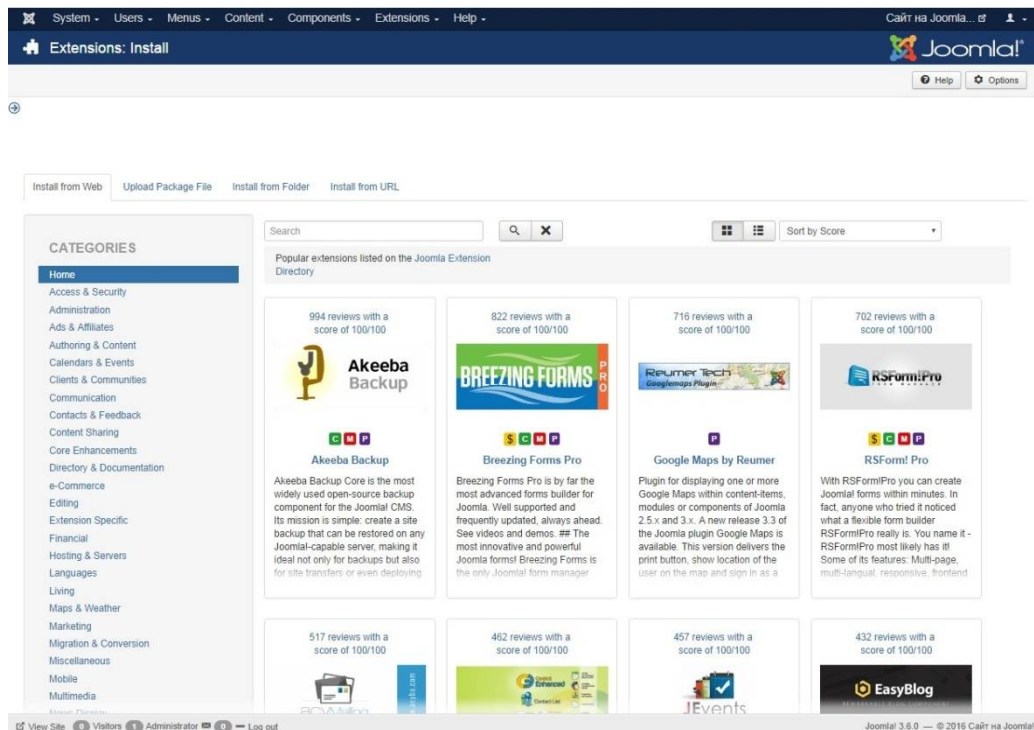 System Users Menus Content Components Extensions Help
Сайт на Joomla...
Extensions: Install
Joomla!®
Help
Options
Install from Web
Upload Package File
Install from Folder
Install from URL
CATEGORIES
Home
Access & Security
Administration
Ads & Affiliates
Authoring & Content
Calendars & Events
Clients & Communities
Communication
Contacts & Feedback
Content Sharing
Core Enhancements
Directory & Documentation
e-Commerce
Editing
Extension Specific
Financial
Hosting & Servers
Languages
Living
Maps & Weather
Marketing
Migration & Conversion
Miscellaneous
Mobile
Multimedia
News Display
Search
Sort by Score
Popular extensions listed on the Joomla Extension
Directory
994 reviews with a
score of 100/100
Akeeba
Backup
C M P
Akeeba Backup
Akeeba Backup Core is the most
widely used open-source backup
component for the Joomla! CMS.
Its mission is simple: create a site
backup that can be restored on any
Joomla!-capable server, making it
ideal not only for backups but also
for site transfers or even deploying
822 reviews with a
score of 100/100
BREEZING FORMS
PRO
$ C M P
Breezing Forms Pro
Breezing Forms Pro is by far the
most advanced forms builder for
Joomla. Well supported and
frequently updated, always ahead.
See videos and demos. ## The
most innovative and powerful
Joomla forms! Breezing Forms is
the only Joomla! form manager
716 reviews with a
score of 100/100
Reumer Tech
Googlemaps Plugin
P
Google Maps by Reumer
Plugin for displaying one or more
Google Maps within content-items,
modules or components of Joomla
2.5.x and 3.x. A new release 3.3 of
the Joomla plugin Google Maps is
available. This version delivers the
print button, show location of the
user on the map and sign in as a
702 reviews with a
score of 100/100
RSForm!Pro
$ C M P
RSForm! Pro
With RSForm!Pro you can create
Joomla! forms within minutes. In
fact, anyone who tried it noticed
what a flexible form builder
RSForm!Pro really is. You name it -
RSForm!Pro most likely has it!
Some of its features: Multi-page,
multi-langual, responsive, frontend
517 reviews with a
score of 100/100
ACYMailing
462 reviews with a
score of 100/100
Contact
Enhanced
Contact List
457 reviews with a
score of 100/100
JEvents
432 reviews with a
score of 100/100
EasyBlog
View Site 0 Visitors 1 Administrator 0 Log out
Joomla! 3.6.0 — © 2016 Сайт на Joomla!